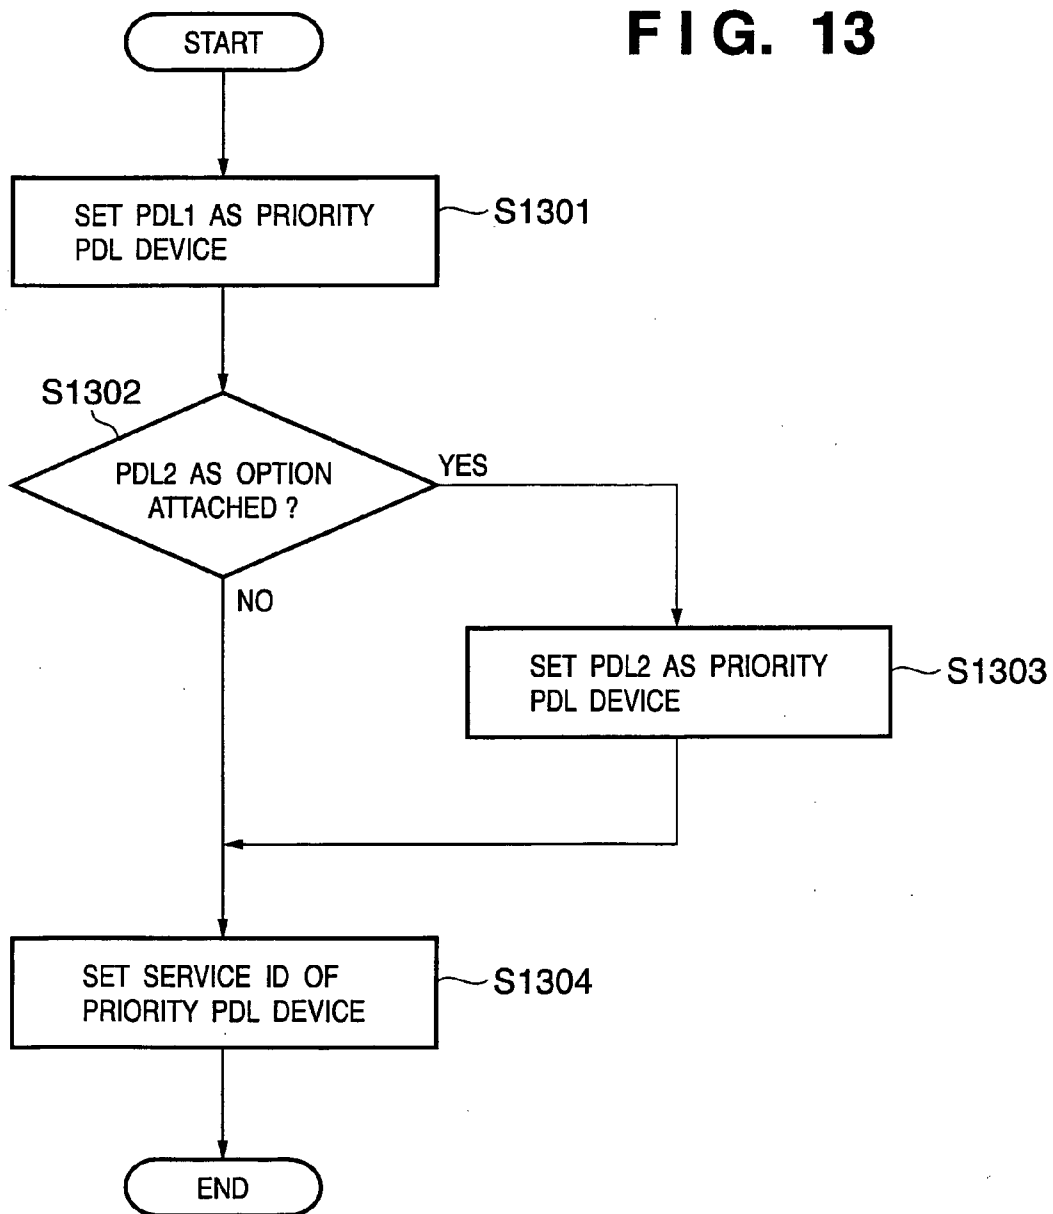 FIG. 13
START
SET PDL1 AS PRIORITY
PDL DEVICE
S1301
S1302
PDL2 AS OPTION
ATTACHED ?
YES
NO
SET PDL2 AS PRIORITY
PDL DEVICE
S1303
SET SERVICE ID OF
PRIORITY PDL DEVICE
S1304
END